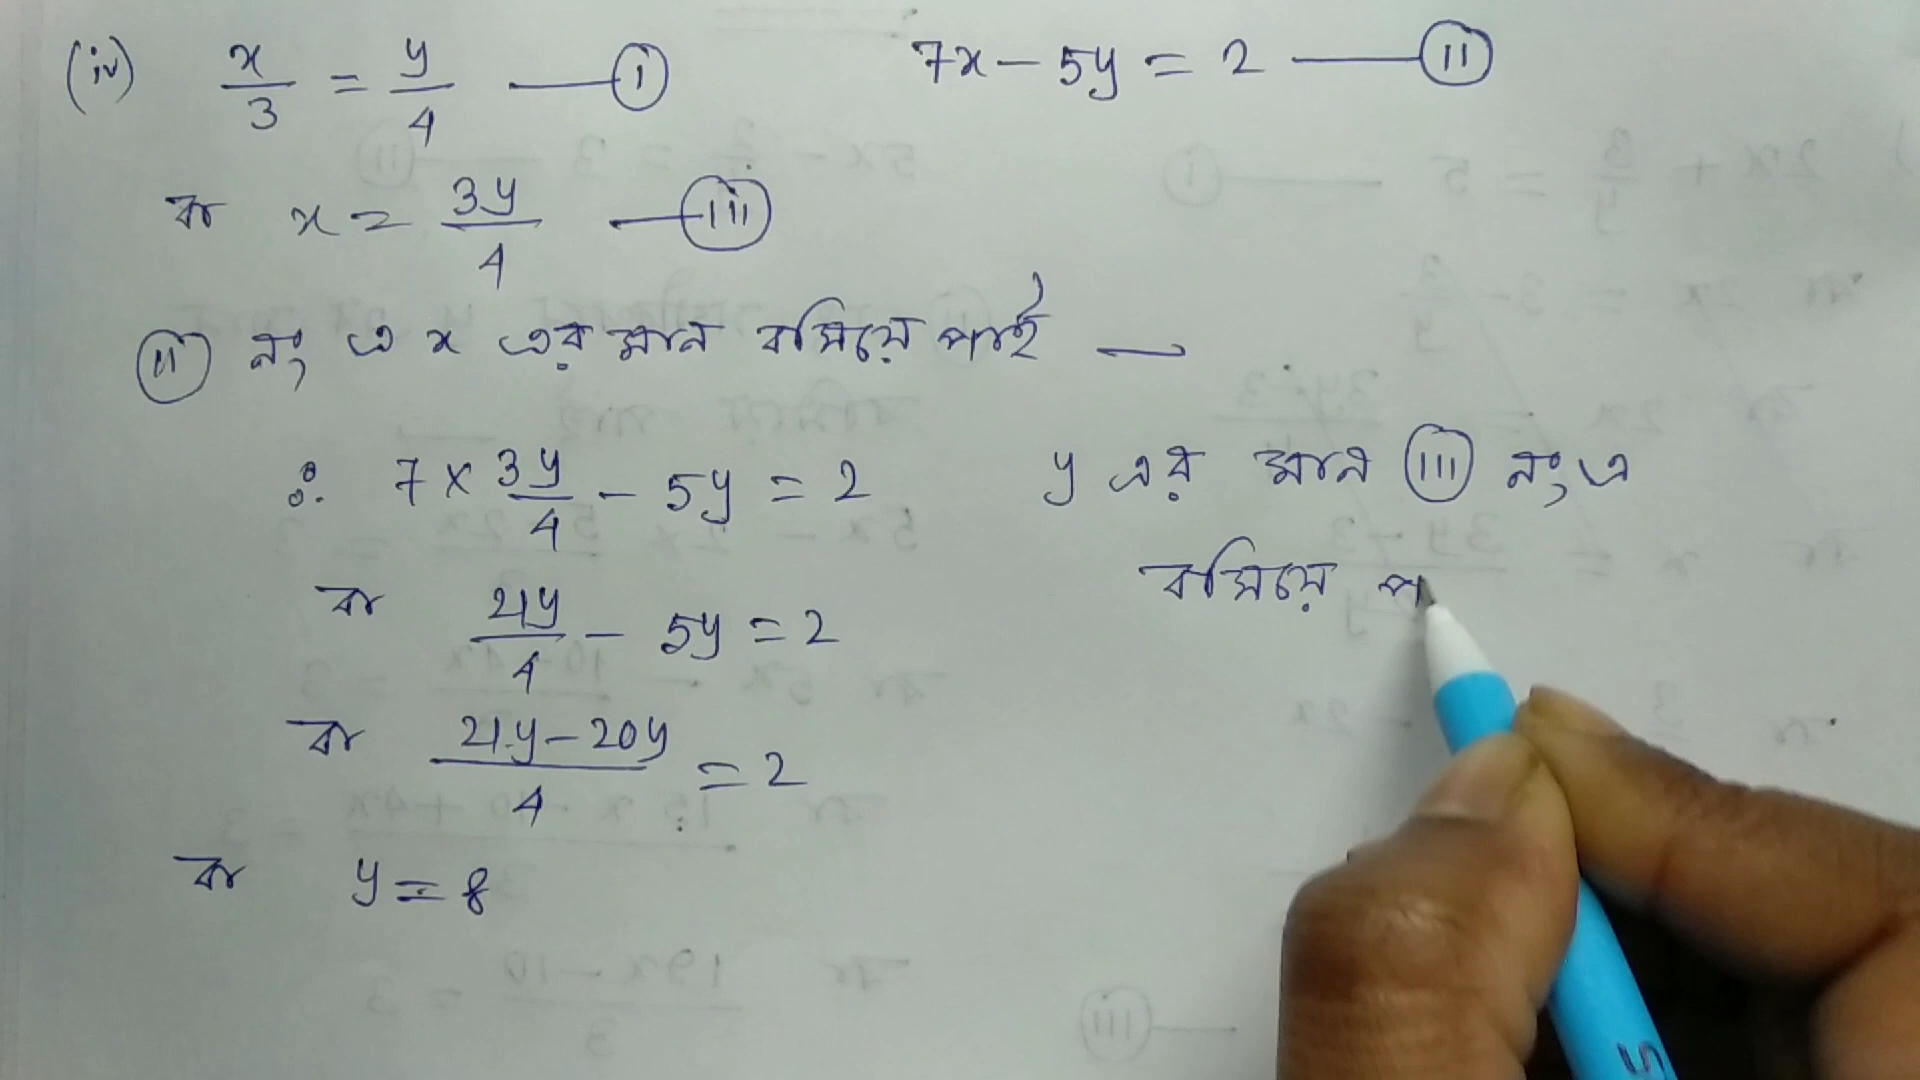 (iv) x/3 = y/4 — (i) 7x - 5y = 2 — (ii)
বা x = 3y/4 — (iii)
(ii) নং এ x এর মান বসিয়ে পাই —
∴ 7 × 3y/4 - 5y = 2
বা 21y/4 - 5y = 2
বা 21y - 20y/4 = 2
বা y = 8
y এর মান (iii) নং এ
বসিয়ে